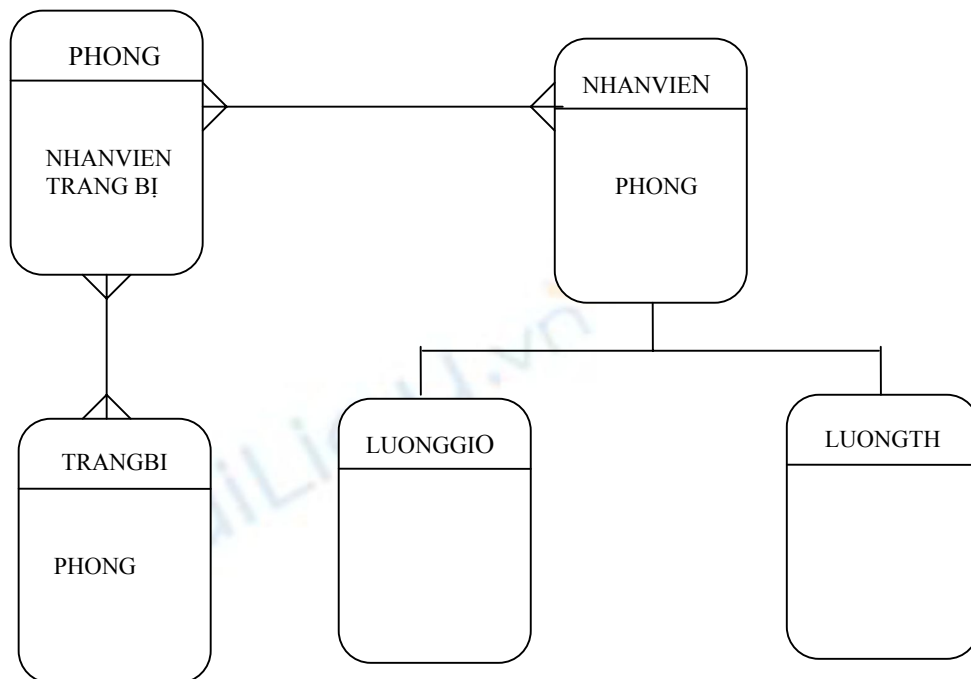 PHONG
NHANVIEN
TRANG BỊ
NHANVIEN
PHONG
TRANGBI
PHONG
LUONGGIO
LUONGTH